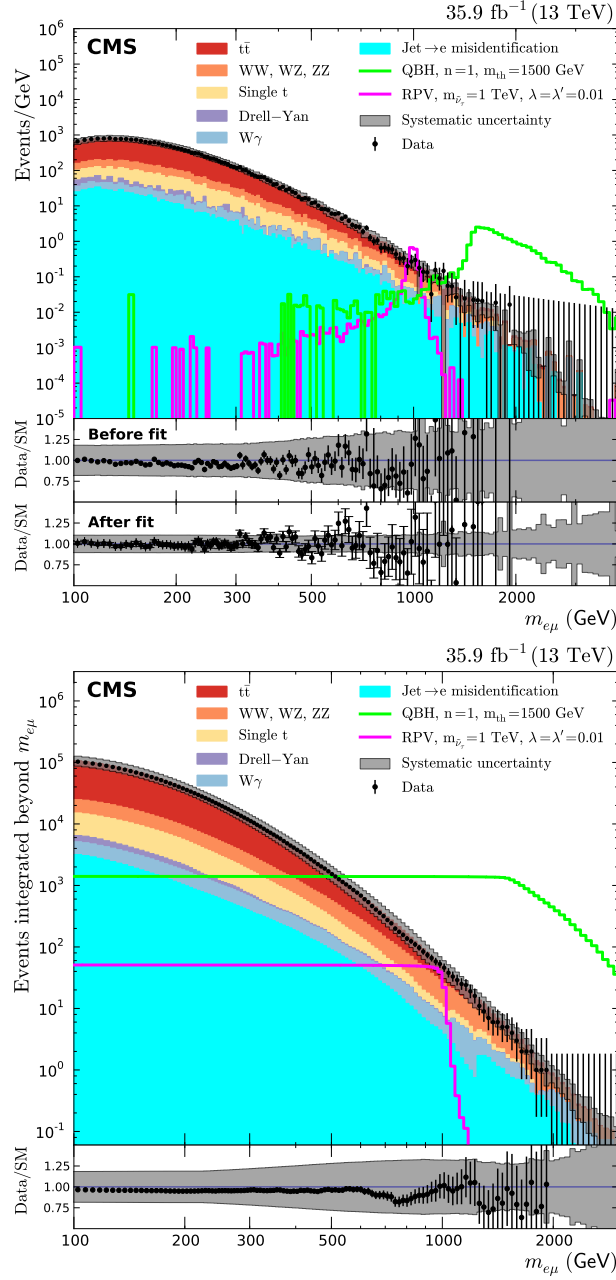 35.9 fb⁻¹ (13 TeV)
CMS
tt̄
WW, WZ, ZZ
Single t
Drell−Yan
Wγ
Jet→e misidentification
QBH, n=1, m_th=1500 GeV
RPV, m_ν̃τ=1 TeV, λ=λ′=0.01
Systematic uncertainty
Data
Events/GeV
10⁶
10⁵
10⁴
10³
10²
10¹
10⁰
10⁻¹
10⁻²
10⁻³
10⁻⁴
10⁻⁵
Before fit
Data/SM
1.25
1.00
0.75
After fit
Data/SM
1.25
1.00
0.75
100 200 300 500 1000 2000
m_eμ (GeV)
35.9 fb⁻¹ (13 TeV)
CMS
tt̄
WW, WZ, ZZ
Single t
Drell−Yan
Wγ
Jet→e misidentification
QBH, n=1, m_th=1500 GeV
RPV, m_ν̃τ=1 TeV, λ=λ′=0.01
Systematic uncertainty
Data
Events integrated beyond m_eμ
10⁶
10⁵
10⁴
10³
10²
10¹
10⁰
10⁻¹
Data/SM
1.25
1.00
0.75
100 200 300 500 1000 2000
m_eμ (GeV)